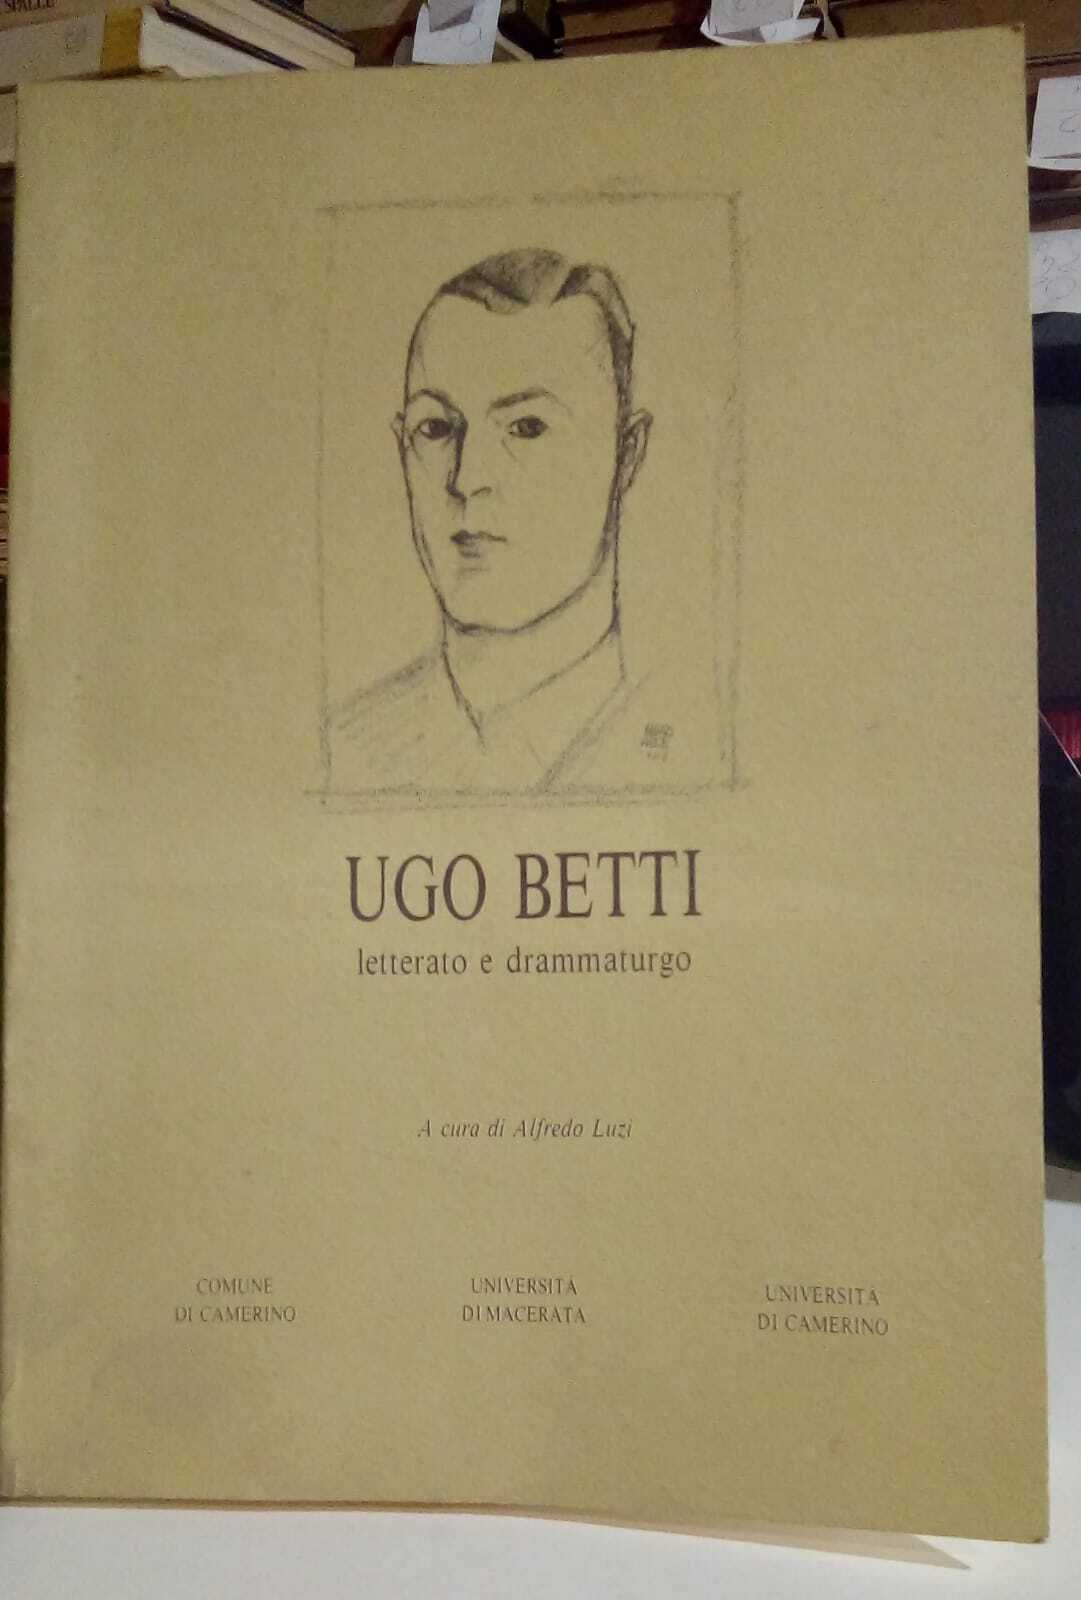 UGO BETTI
letterato e drammaturgo
A cura di Alfredo Luzi
COMUNE
DI CAMERINO
UNIVERSITÀ
DI MACERATA
UNIVERSITÀ
DI CAMERINO